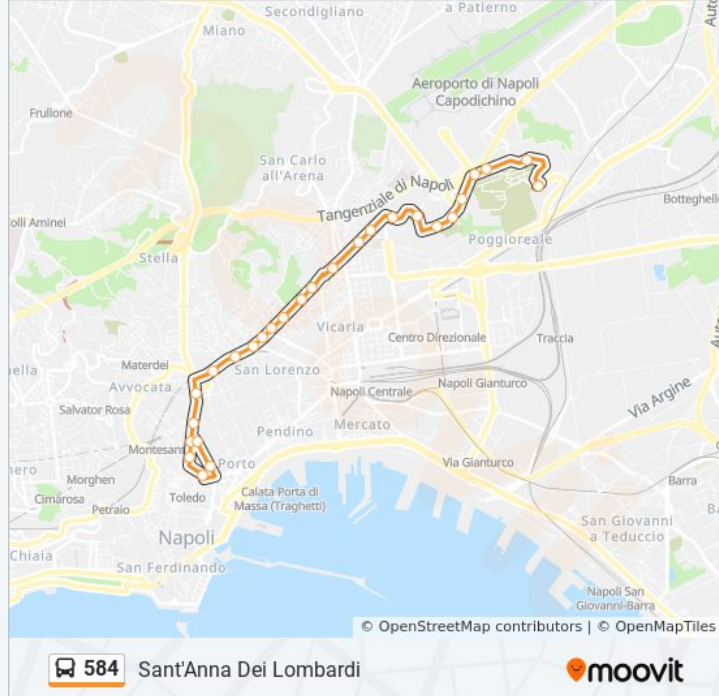 Secondigliano
a Patierno
Miano
Aeroporto di Napoli
Capodichino
Frullone
San Carlo
all'Arena
Tangenziale di Napoli
Botteghelle
olli Aminei
Poggioreale
Stella
Vicaria
Centro Direzionale
Traccia
Materdei
San Lorenzo
Avvocata
Napoli Centrale
Napoli Gianturco
Via Argine
Salvator Rosa
Mercato
Pendino
Montesant
Porto
Via Gianturco
Morghen
Barra
Cimarosa
Toledo
Calata Porta di
Massa (Traghetti)
Petraio
San Giovanni
a Teduccio
Napoli
Chiaia
San Ferdinando
Napoli San
Giovanni-Barra
© OpenStreetMap contributors | © OpenMapTiles
584 Sant'Anna Dei Lombardi
moovit